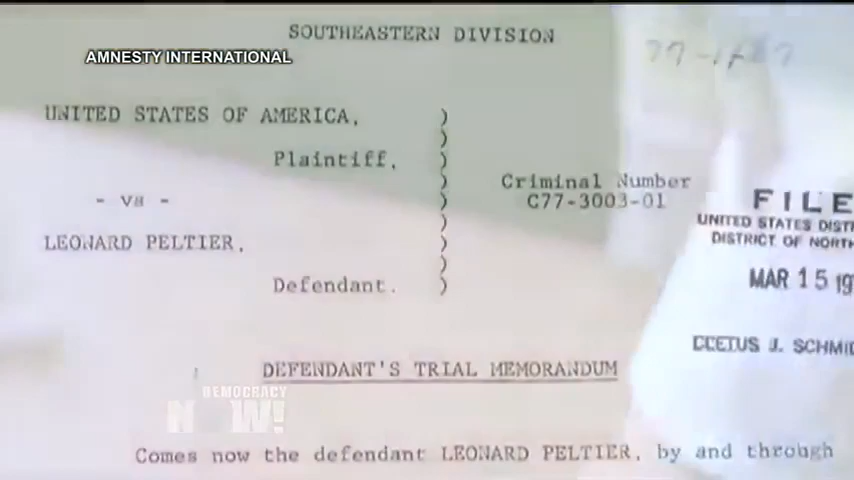 SOUTHEASTERN DIVISION
AMNESTY INTERNATIONAL
UNITED STATES OF AMERICA, )
)
Plaintiff, )
) Criminal Number
- vs - ) C77-3003-01
)
LEONARD PELTIER, )
)
Defendant. )
FILE
UNITED STATES DIST
DISTRICT OF NORTH
MAR 15 19
J. SCHMID
DEFENDANT'S TRIAL MEMORANDUM
DEMOCRACY
NOW!
Comes now the defendant LEONARD PELTIER, by and through